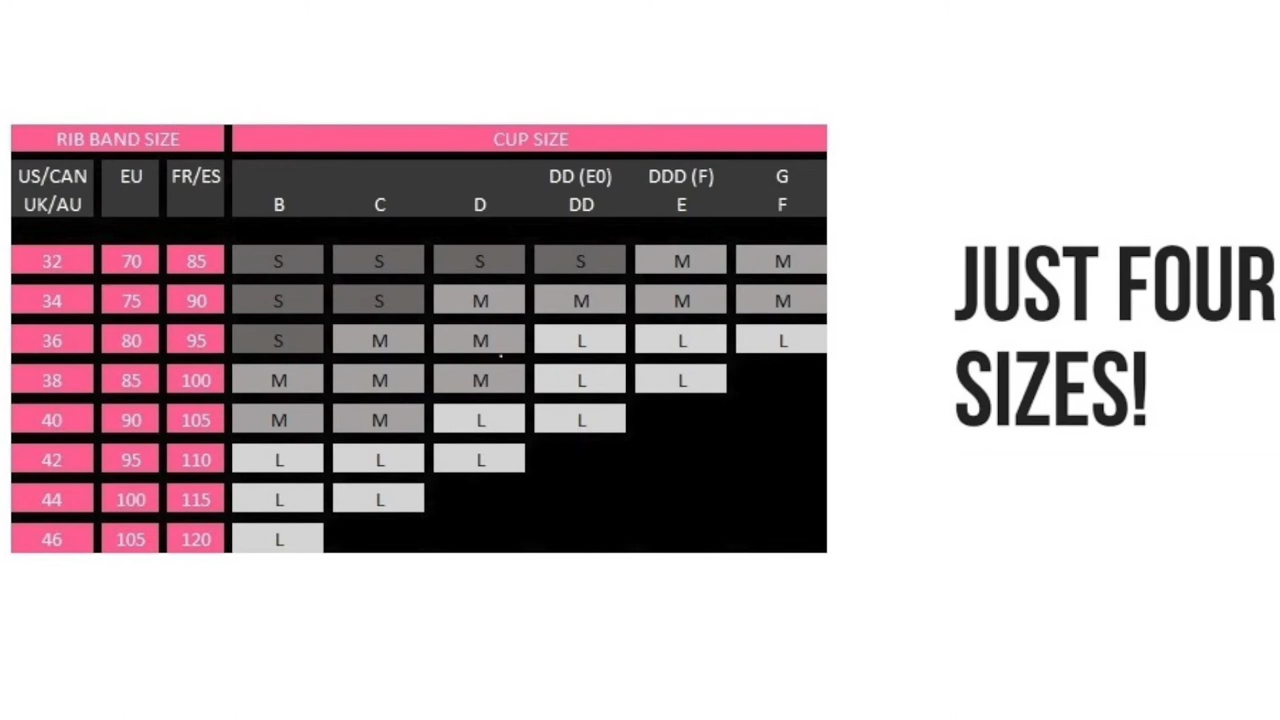 RIB BAND SIZE CUP SIZE
US/CAN EU FR/ES DD (E0) DDD (F) G
UK/AU B C D DD E F
32 70 85 S S S S M M
34 75 90 S S M M M M
36 80 95 S M M L L L
38 85 100 M M M L L
40 90 105 M M L L
42 95 110 L L L
44 100 115 L L
46 105 120 L
JUST FOUR
SIZES!